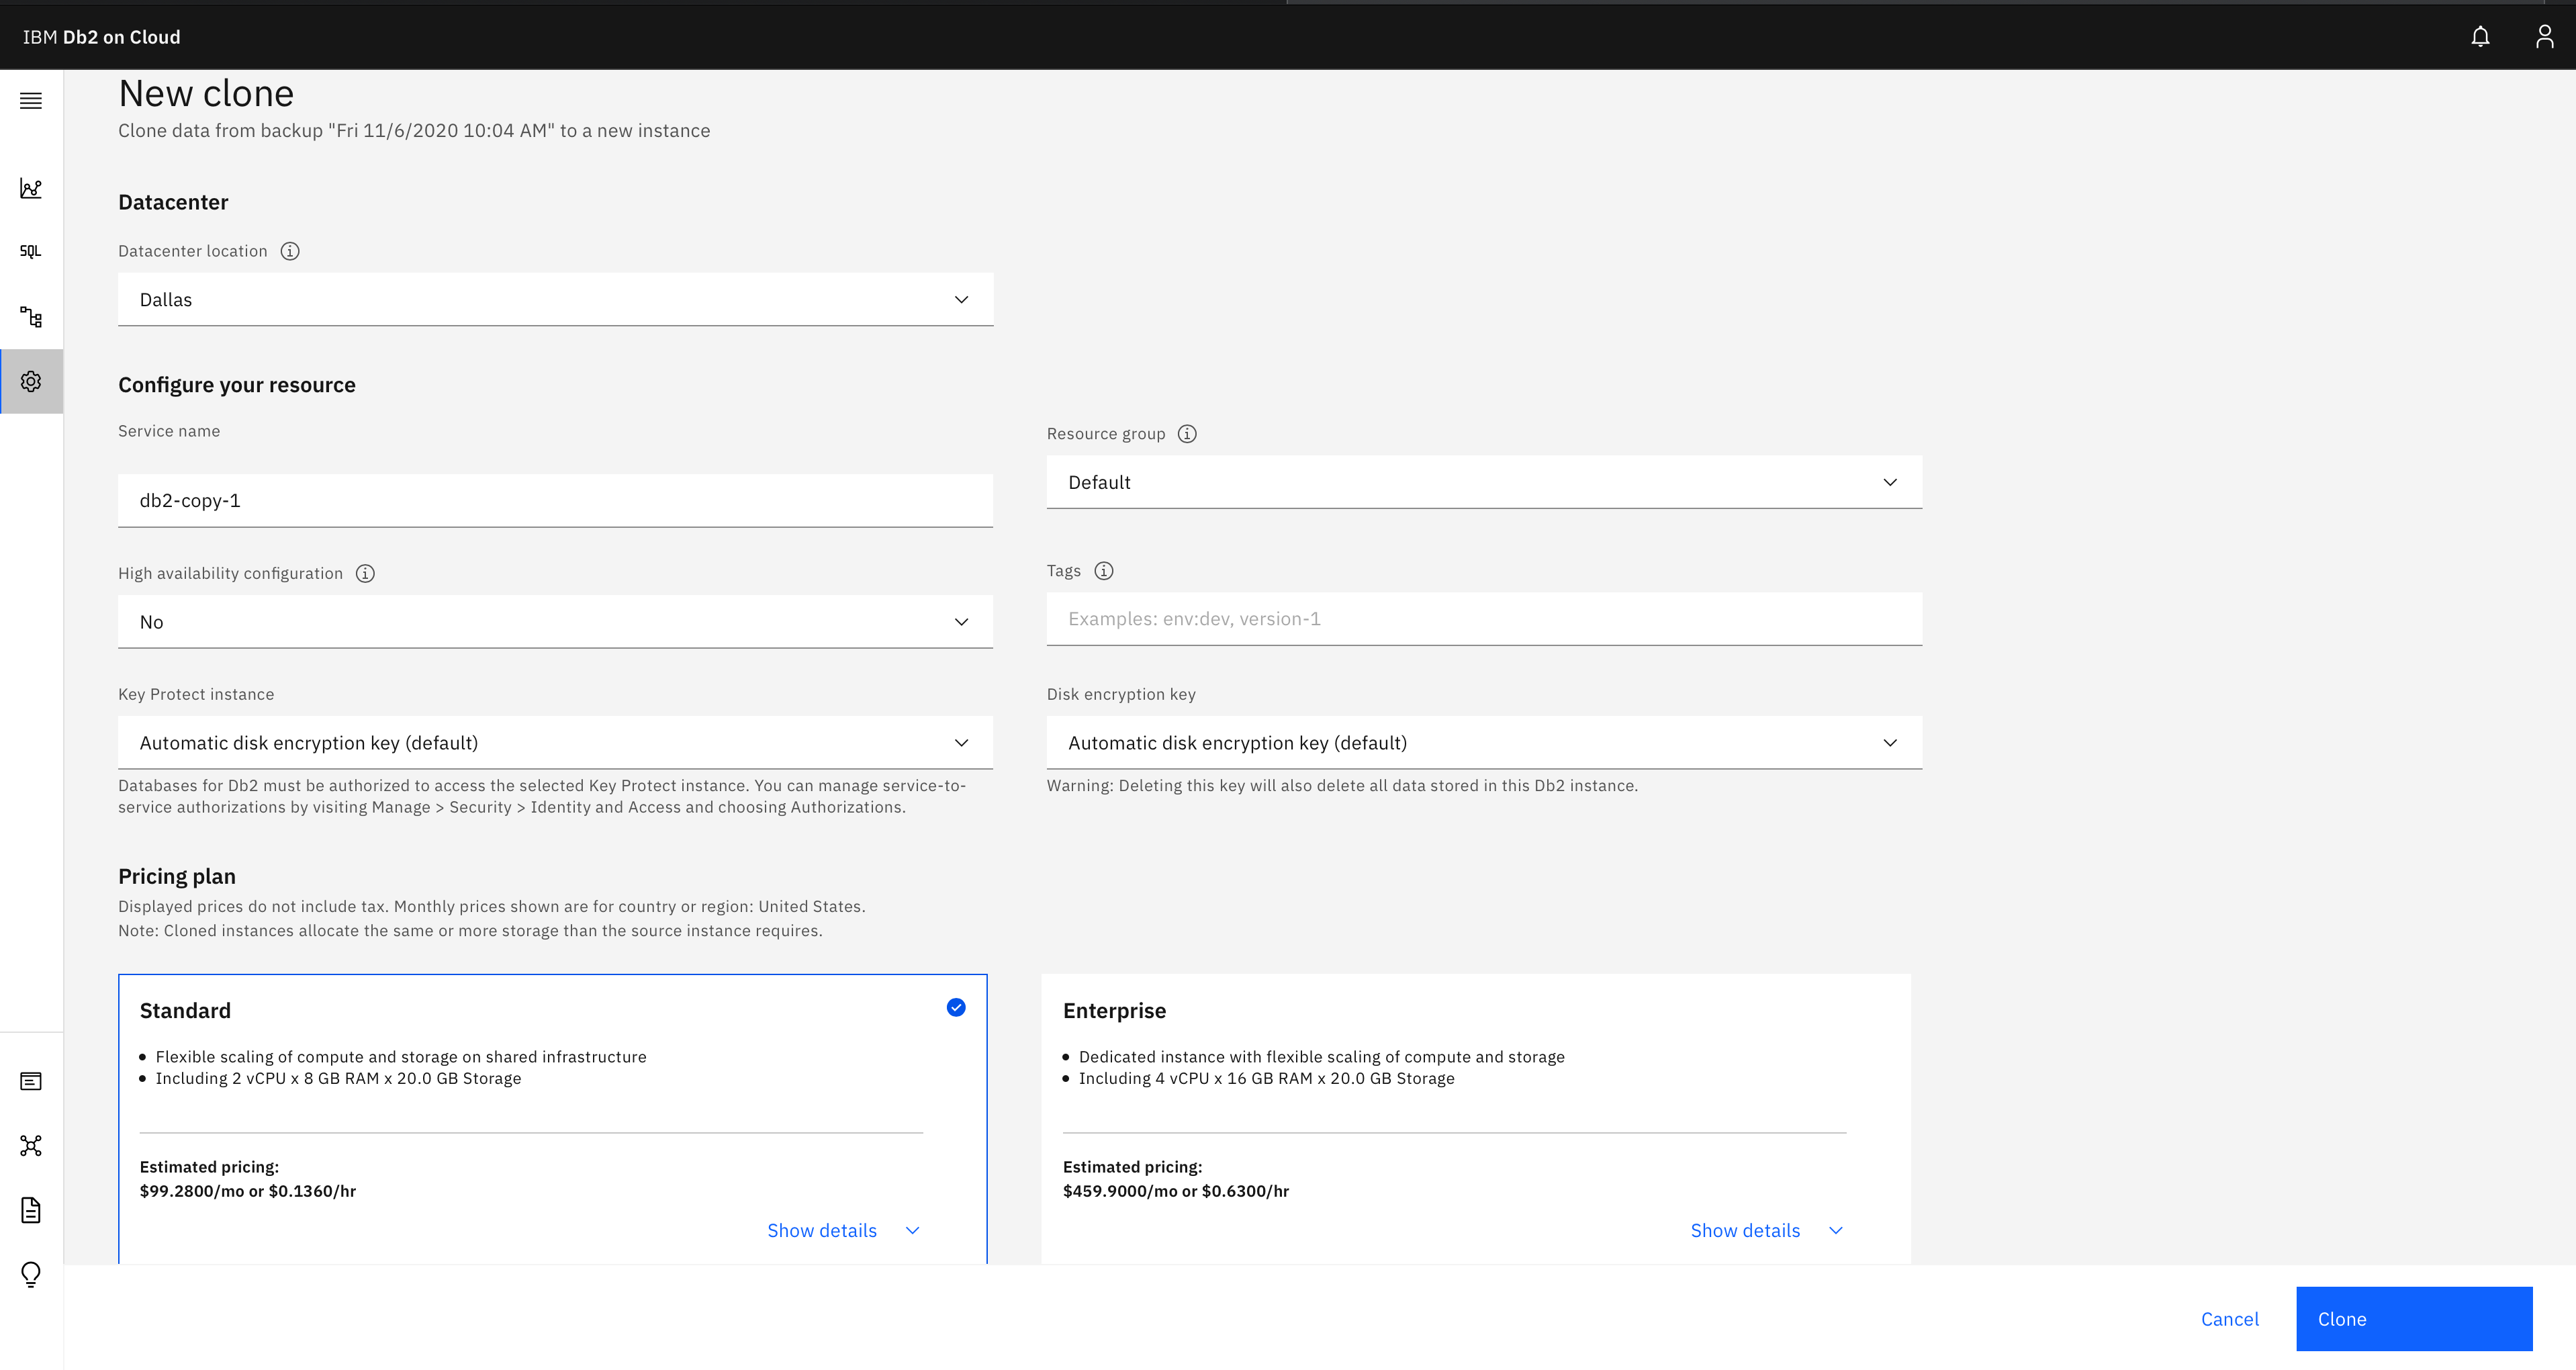 IBM Db2 on Cloud
New clone
Clone data from backup "Fri 11/6/2020 10:04 AM" to a new instance
Datacenter
Datacenter location
Dallas
SQL
Configure your resource
Service name
Resource group
db2-copy-1
Default
High availability configuration
Tags
No
Examples: env:dev, version-1
Key Protect instance
Disk encryption key
Automatic disk encryption key (default)
Automatic disk encryption key (default)
Databases for Db2 must be authorized to access the selected Key Protect instance. You can manage service-to-
service authorizations by visiting Manage > Security > Identity and Access and choosing Authorizations.
Warning: Deleting this key will also delete all data stored in this Db2 instance.
Pricing plan
Displayed prices do not include tax. Monthly prices shown are for country or region: United States.
Note: Cloned instances allocate the same or more storage than the source instance requires.
Standard
• Flexible scaling of compute and storage on shared infrastructure
• Including 2 vCPU x 8 GB RAM x 20.0 GB Storage
Estimated pricing:
$99.2800/mo or $0.1360/hr
Show details
Enterprise
• Dedicated instance with flexible scaling of compute and storage
• Including 4 vCPU x 16 GB RAM x 20.0 GB Storage
Estimated pricing:
$459.9000/mo or $0.6300/hr
Show details
Cancel
Clone